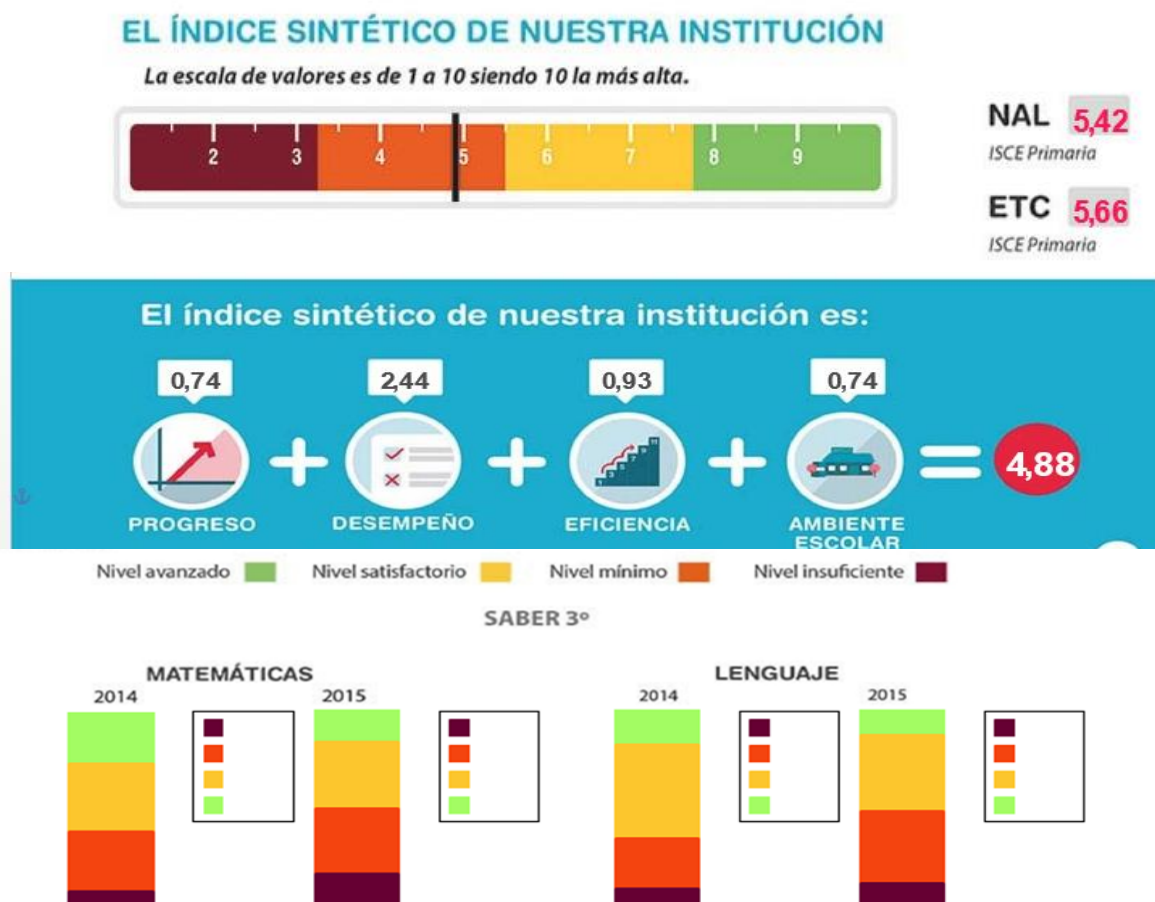 EL ÍNDICE SINTÉTICO DE NUESTRA INSTITUCIÓN
La escala de valores es de 1 a 10 siendo 10 la más alta.
2 3 4 5 6 7 8 9
NAL 5,42
ISCE Primaria
ETC 5,66
ISCE Primaria
El índice sintético de nuestra institución es:
0,74 2,44 0,93 0,74
+ + + = 4,88
PROGRESO DESEMPEÑO EFICIENCIA AMBIENTE
ESCOLAR
Nivel avanzado Nivel satisfactorio Nivel mínimo Nivel insuficiente
SABER 3º
MATEMÁTICAS LENGUAJE
2014 2015 2014 2015